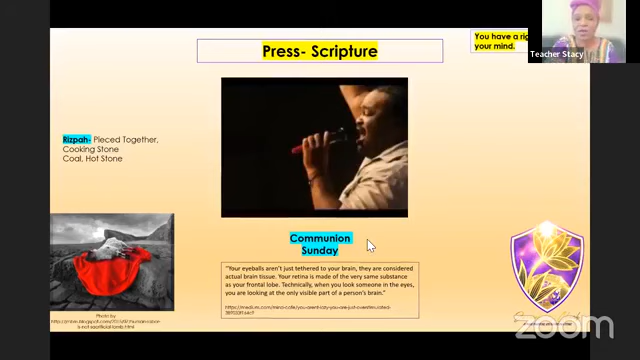 Press- Scripture
You have a
your mind.
Teacher Stacy
Rizpah- Pieced Together,
Cooking Stone
Coal, Hot Stone
Communion
Sunday
"Your eyeballs aren't just tethered to your brain, they are considered
actual brain tissue. Your retina is made of the very same substance
as your frontal lobe. Technically, when you look someone in the eyes,
you are looking at the only visible part of a person's brain."
Photo by
zoom